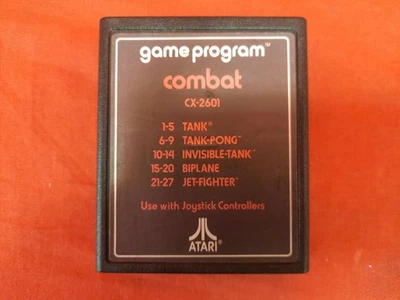 game program™
combat
CX-2601
1-5 TANK®
6-9 TANK-PONG™
10-14 INVISIBLE-TANK™
15-20 BIPLANE
21-27 JET-FIGHTER™
Use with Joystick Controllers
ATARI®